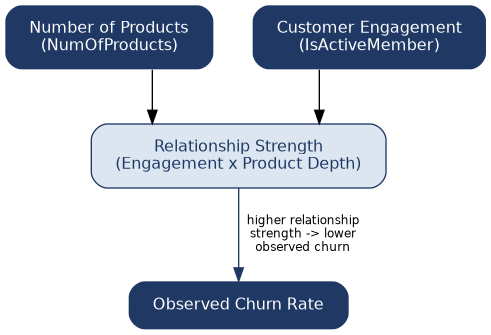 Number of Products
(NumOfProducts)
Customer Engagement
(IsActiveMember)
Relationship Strength
(Engagement x Product Depth)
higher relationship
strength -> lower
observed churn
Observed Churn Rate